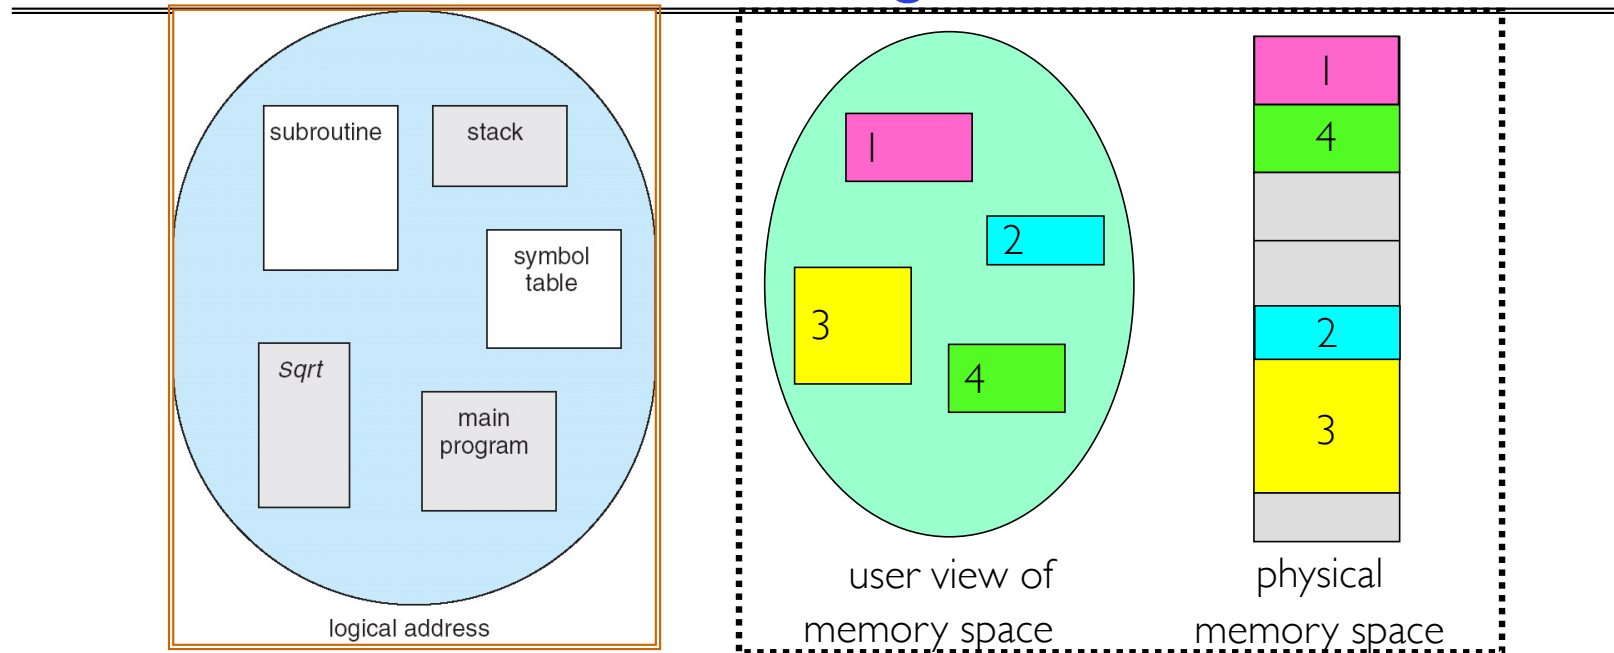 subroutine
stack
symbol
table
Sqrt
main
program
logical address
1
2
3
4
user view of
memory space
1
4
2
3
physical
memory space